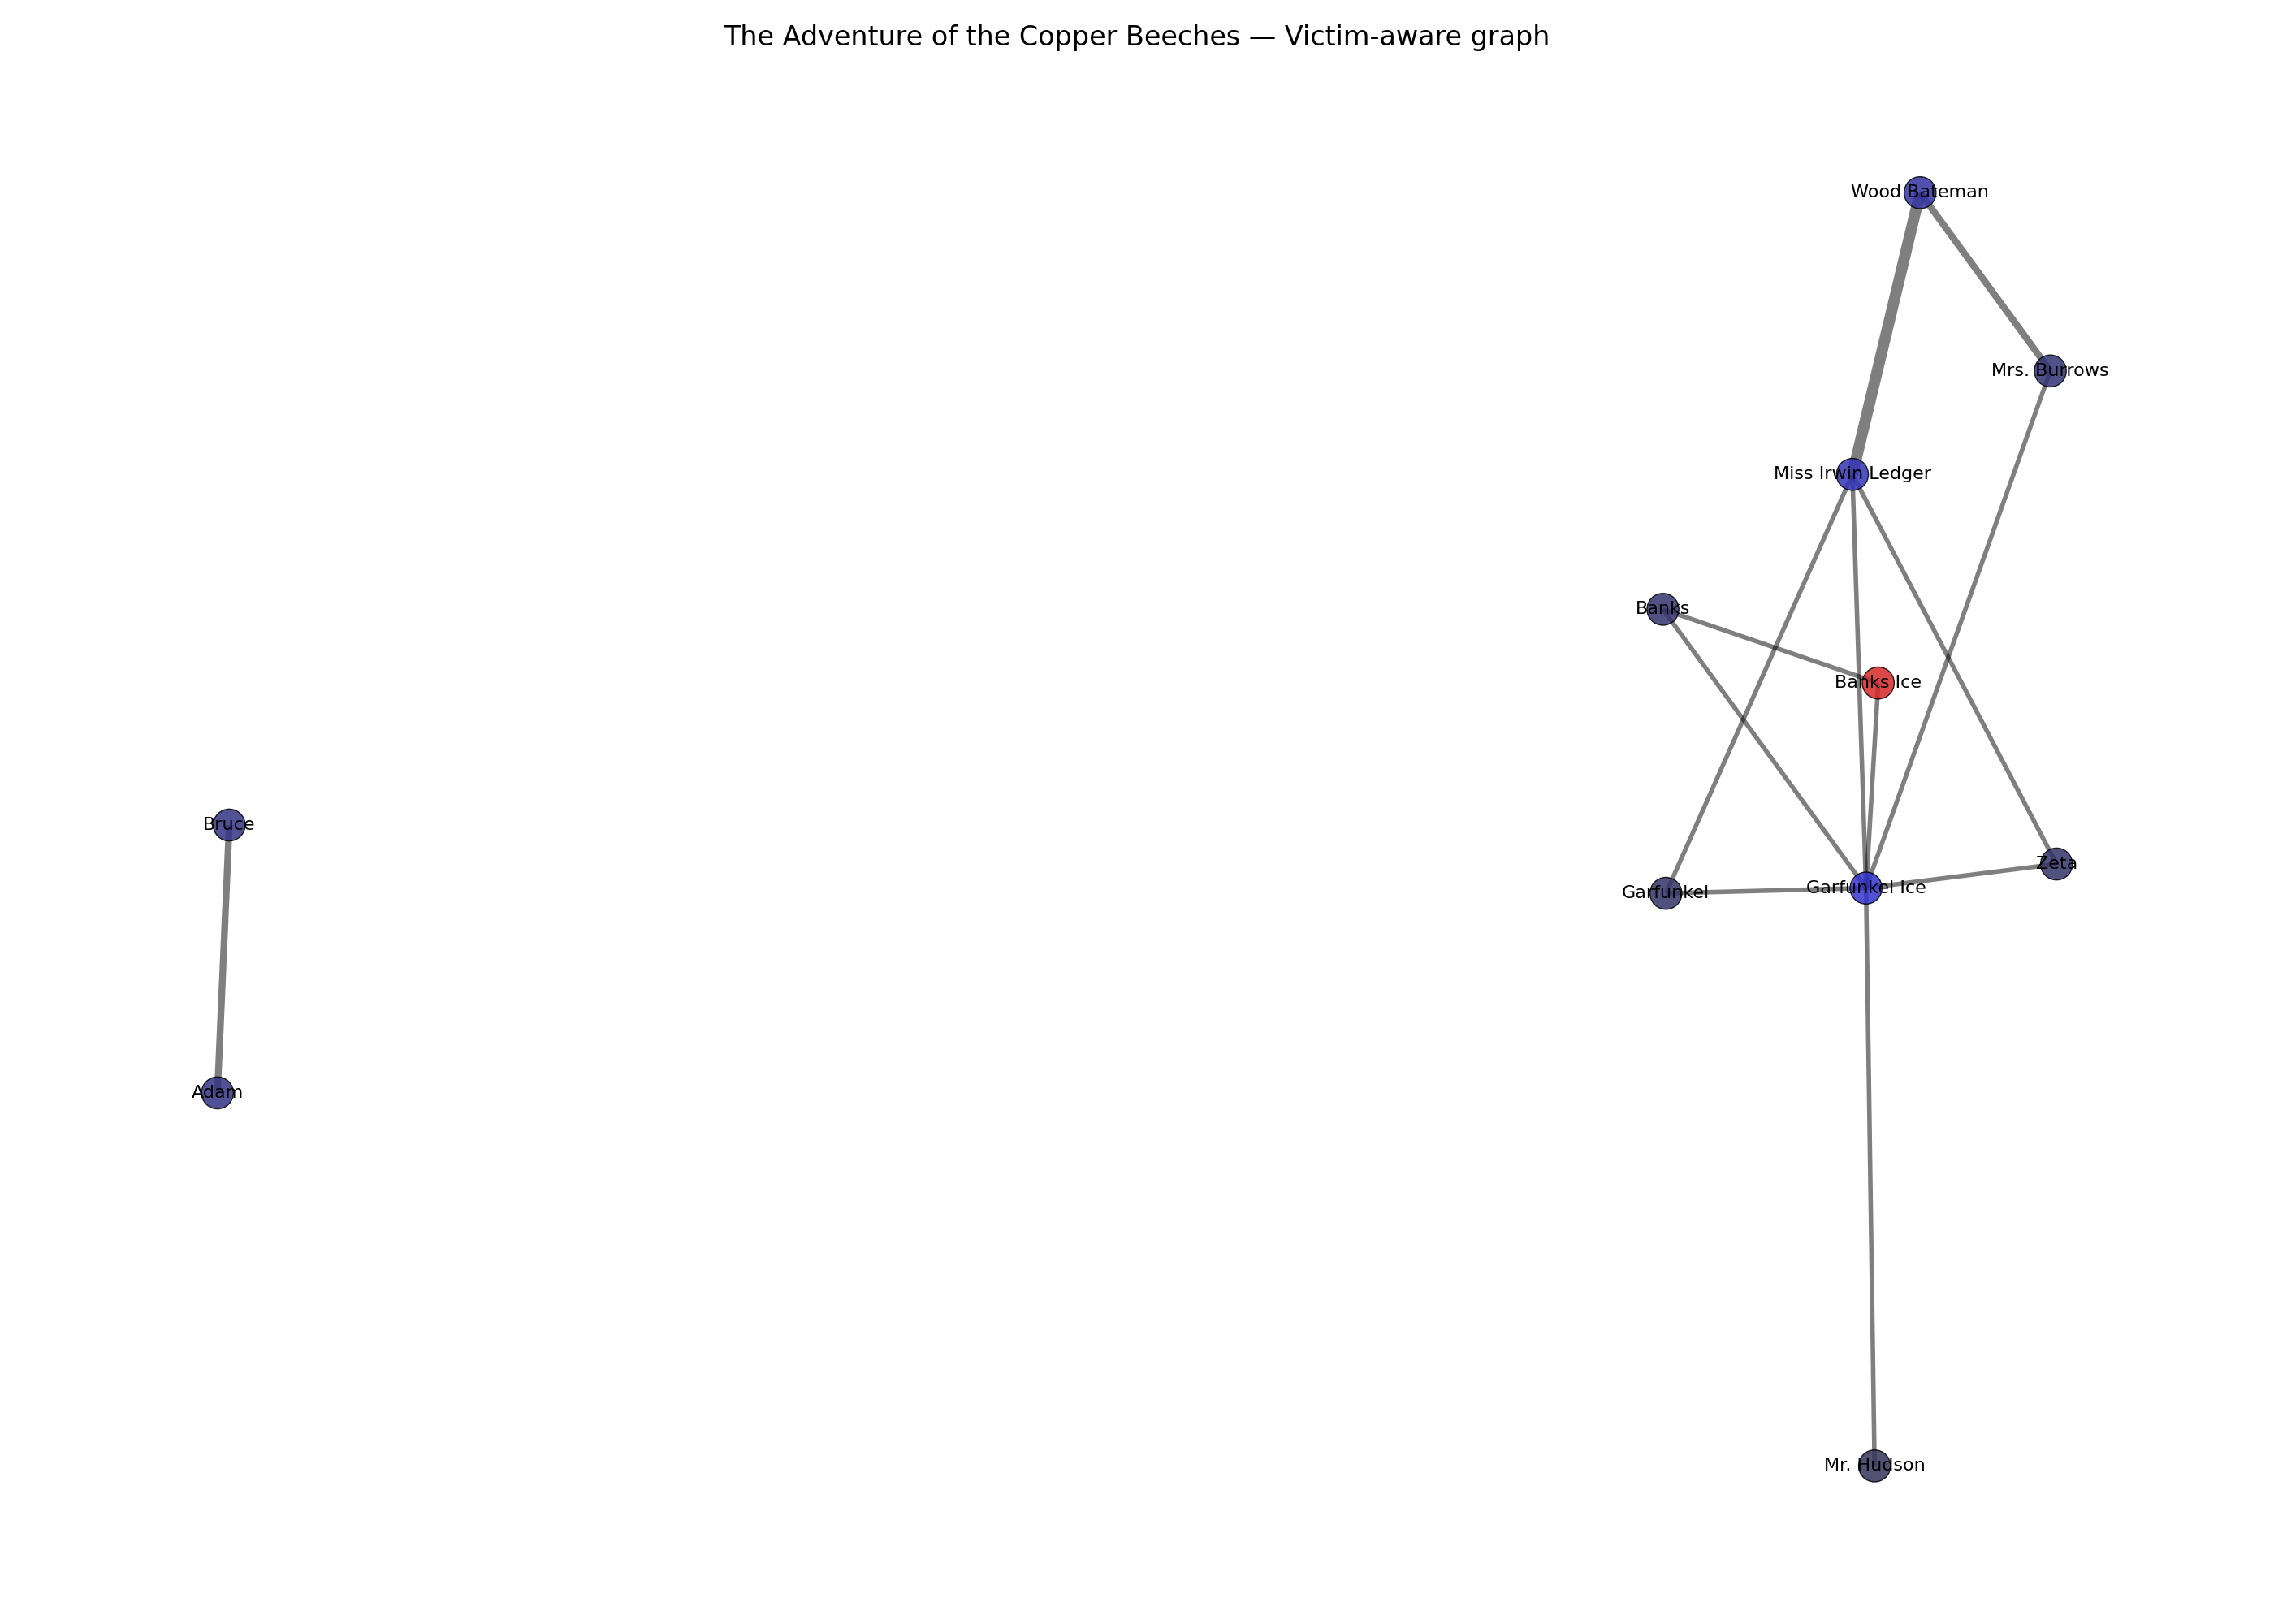 The Adventure of the Copper Beeches — Victim-aware graph
Wood Bateman
Mrs. Burrows
Miss Irwin Ledger
Banks
Banks Ice
Bruce
Zeta
Garfunkel Ice
Garfunkel
Adam
Mr. Hudson